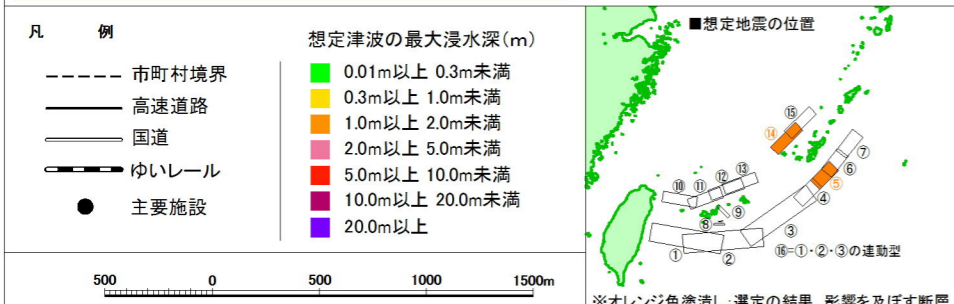 凡 例
市町村境界
高速道路
国道
ゆいレール
主要施設
想定津波の最大浸水深(m)
0.01m以上 0.3m未満
0.3m以上 1.0m未満
1.0m以上 2.0m未満
2.0m以上 5.0m未満
5.0m以上 10.0m未満
10.0m以上 20.0m未満
20.0m以上
500 0 500 1000 1500m
■想定地震の位置
⑮
⑭
⑦
⑥
⑤
④
⑬
⑫
⑪
⑩
⑨
⑧
③
①
②
⑯=①・②・③の連動型
※オレンジ色塗潰し:選定の結果、影響を及ぼす断層